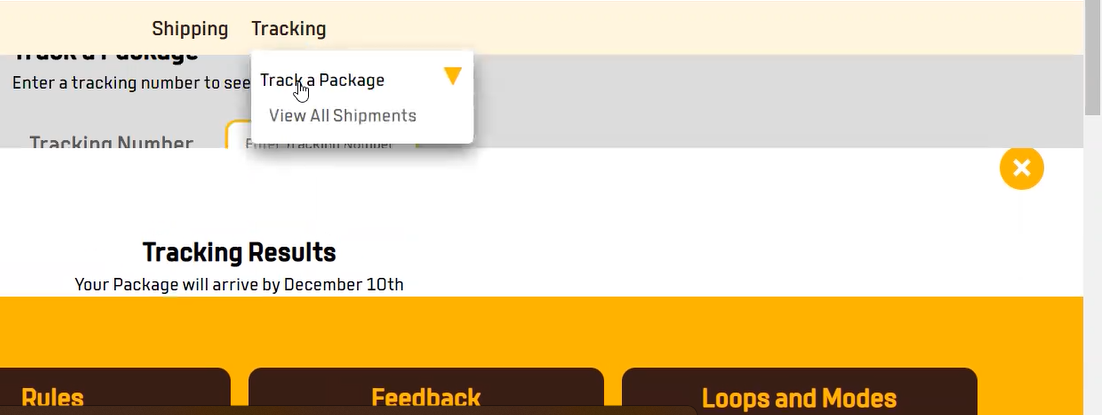 Shipping Tracking
Track a Package
Enter a tracking number to see
Track a Package
View All Shipments
Tracking Number
Enter Tracking Number
Tracking Results
Your Package will arrive by December 10th
Rules Feedback Loops and Modes